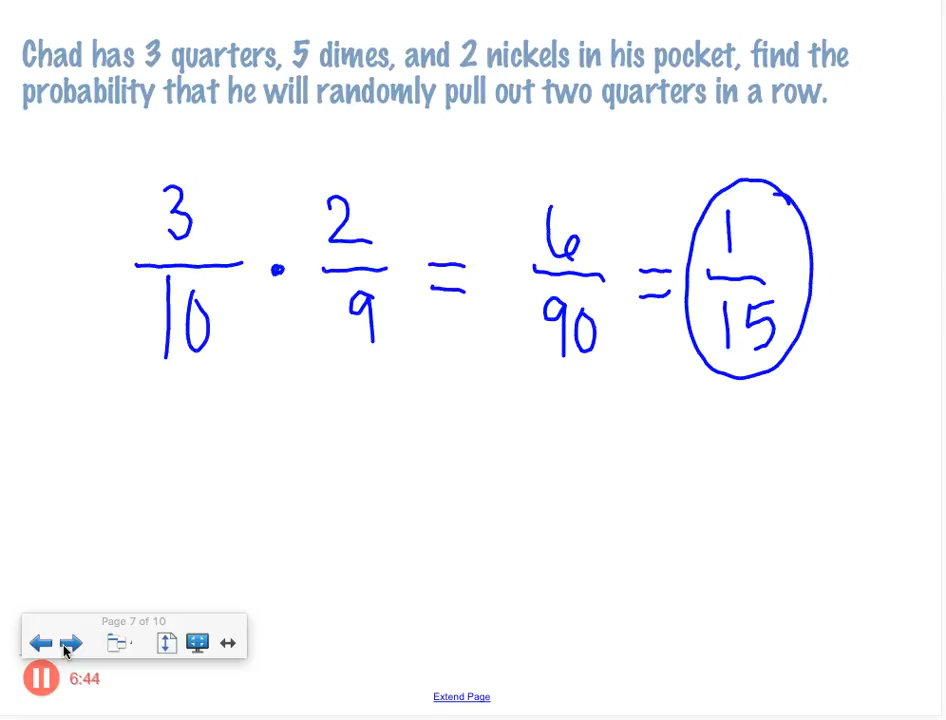 Chad has 3 quarters, 5 dimes, and 2 nickels in his pocket, find the
probability that he will randomly pull out two quarters in a row.
3/10 · 2/9 = 6/90 = 1/15
Page 7 of 10
6:44
Extend Page